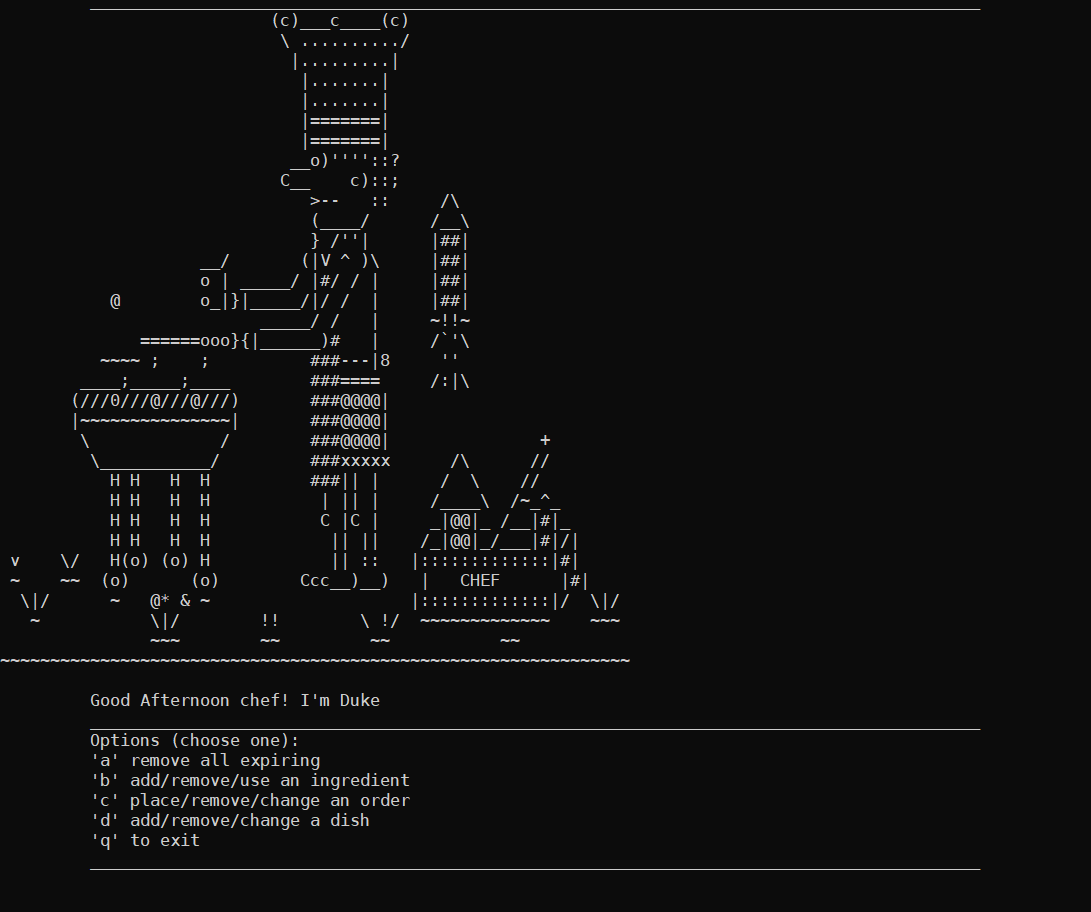 CHEF
Good Afternoon chef! I'm Duke
Options (choose one):
'a' remove all expiring
'b' add/remove/use an ingredient
'c' place/remove/change an order
'd' add/remove/change a dish
'q' to exit